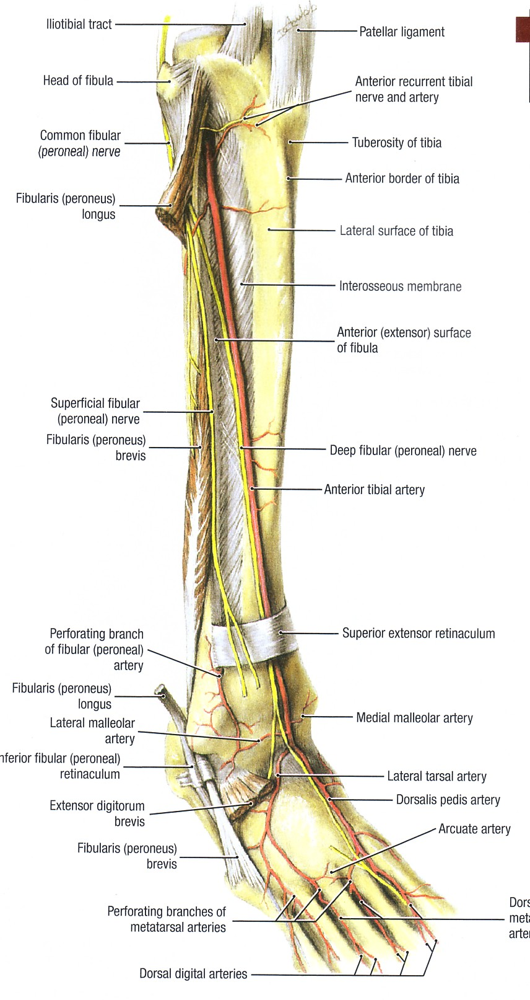 Iliotibial tract
Patellar ligament
Head of fibula
Anterior recurrent tibial
nerve and artery
Common fibular
(peroneal) nerve
Tuberosity of tibia
Anterior border of tibia
Fibularis (peroneus)
longus
Lateral surface of tibia
Interosseous membrane
Anterior (extensor) surface
of fibula
Superficial fibular
(peroneal) nerve
Fibularis (peroneus)
brevis
Deep fibular (peroneal) nerve
Anterior tibial artery
Perforating branch
of fibular (peroneal)
artery
Superior extensor retinaculum
Fibularis (peroneus)
longus
Medial malleolar artery
Lateral malleolar
artery
nferior fibular (peroneal)
retinaculum
Lateral tarsal artery
Dorsalis pedis artery
Extensor digitorum
brevis
Arcuate artery
Fibularis (peroneus)
brevis
Perforating branches of
metatarsal arteries
Dors
meta
arter
Dorsal digital arteries